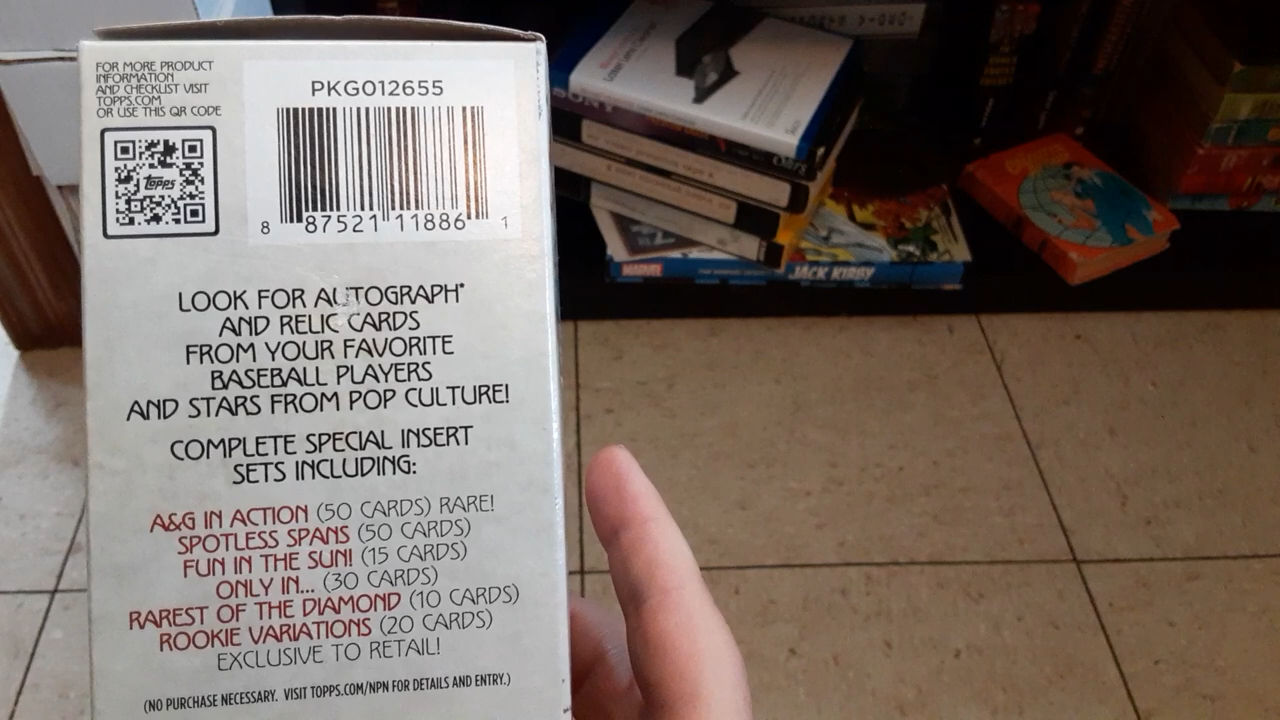 FOR MORE PRODUCT
INFORMATION
AND CHECKLIST VISIT
TOPPS.COM
OR USE THIS QR CODE
topps
PKG012655
8 87521 11886 1
LOOK FOR AUTOGRAPH*
AND RELIC CARDS
FROM YOUR FAVORITE
BASEBALL PLAYERS
AND STARS FROM POP CULTURE!
COMPLETE SPECIAL INSERT
SETS INCLUDING:
A&G IN ACTION (50 CARDS) RARE!
SPOTLESS SPANS (50 CARDS)
FUN IN THE SUN! (15 CARDS)
ONLY IN... (30 CARDS)
RAREST OF THE DIAMOND (10 CARDS)
ROOKIE VARIATIONS (20 CARDS)
EXCLUSIVE TO RETAIL!
(NO PURCHASE NECESSARY. VISIT TOPPS.COM/NPN FOR DETAILS AND ENTRY.)
SONY
MARVEL
JACK KIRBY